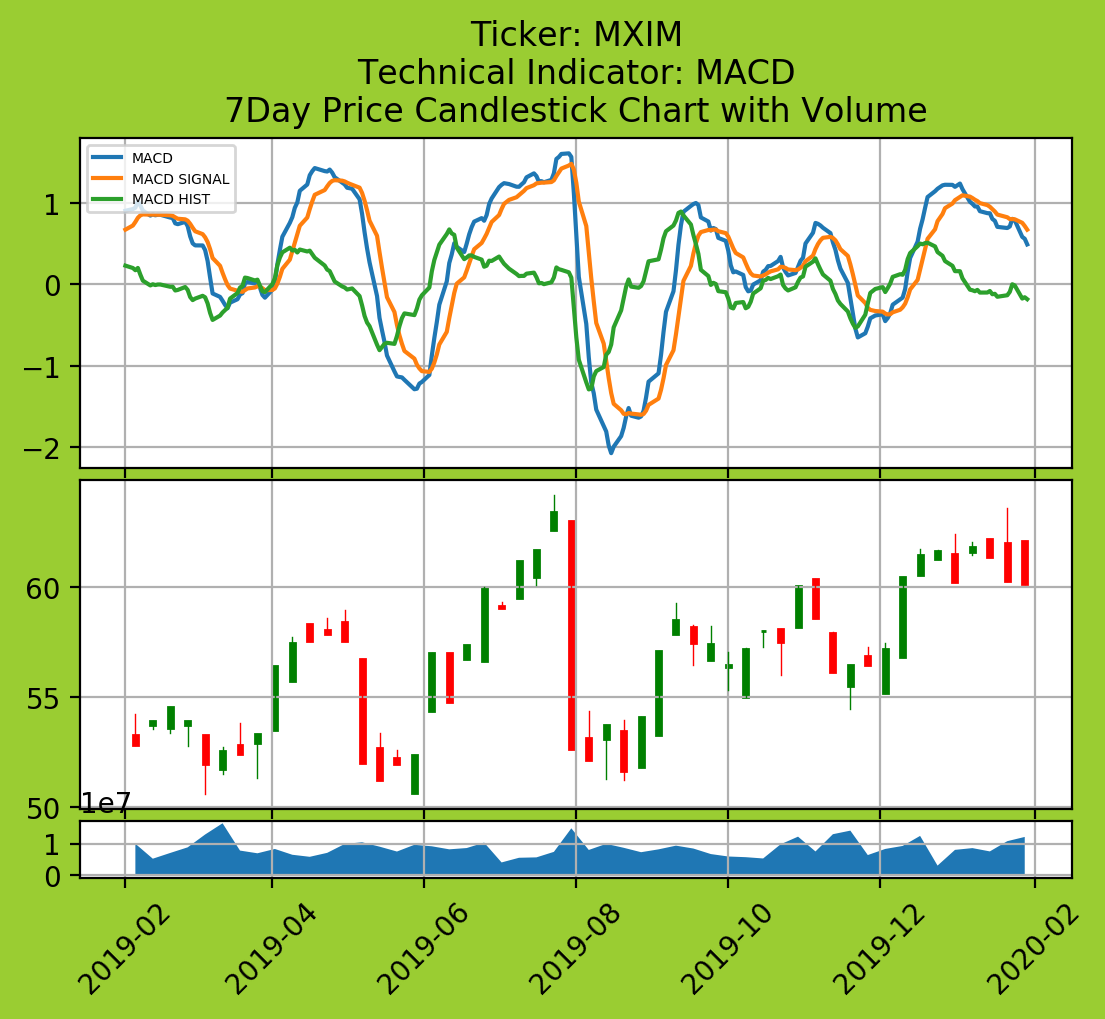 Ticker: MXIM
Technical Indicator: MACD
7Day Price Candlestick Chart with Volume
MACD
MACD SIGNAL
MACD HIST
1
0
−1
−2
60
55
50
1e7
1
0
2019-02
2019-04
2019-06
2019-08
2019-10
2019-12
2020-02